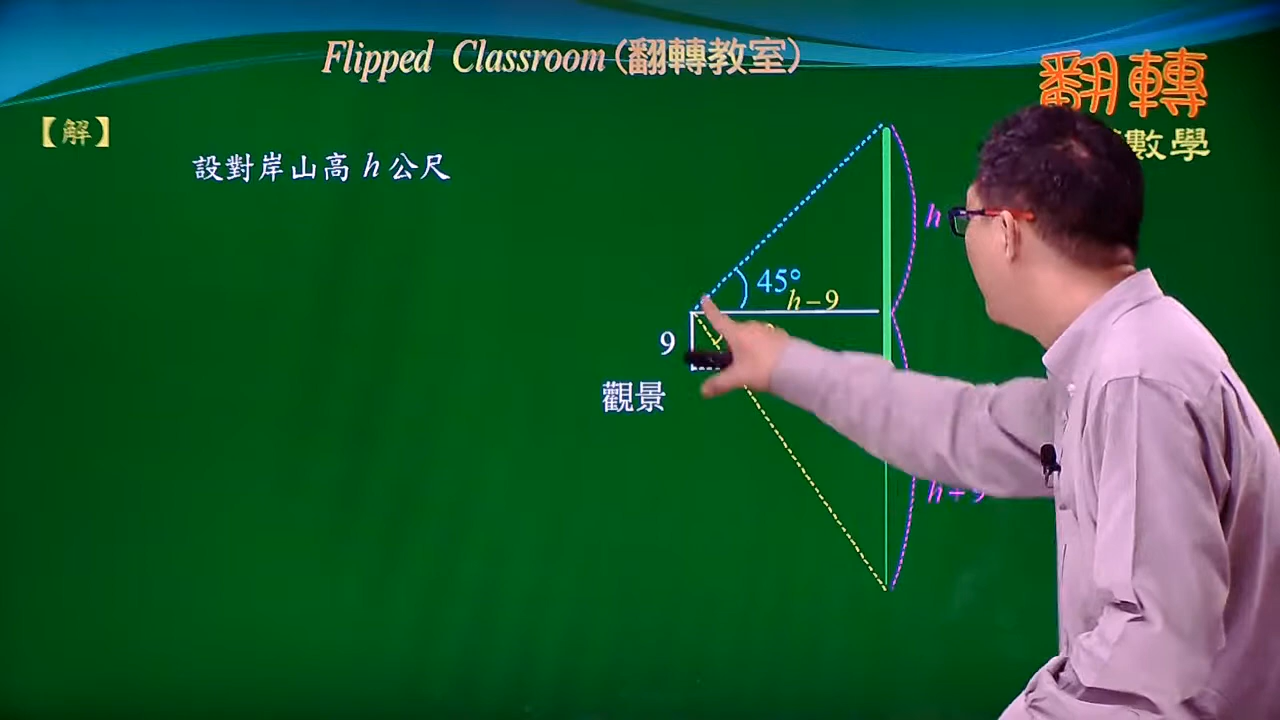 Flipped Classroom (翻轉教室)
翻轉
數學
【解】
設對岸山高 h 公尺
h
45°
h-9
9
觀景
h+9